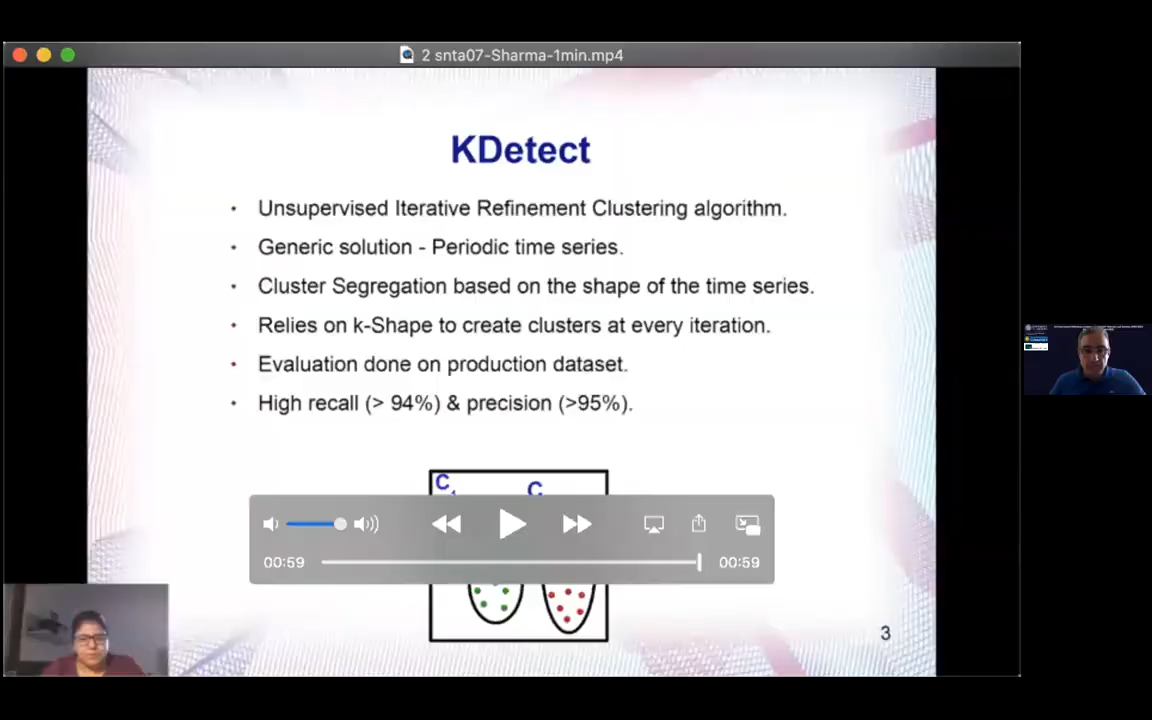 2 snta07-Sharma-1min.mp4
KDetect
• Unsupervised Iterative Refinement Clustering algorithm.
• Generic solution - Periodic time series.
• Cluster Segregation based on the shape of the time series.
• Relies on k-Shape to create clusters at every iteration.
• Evaluation done on production dataset.
• High recall (> 94%) & precision (>95%).
C
C
00:59
00:59
3